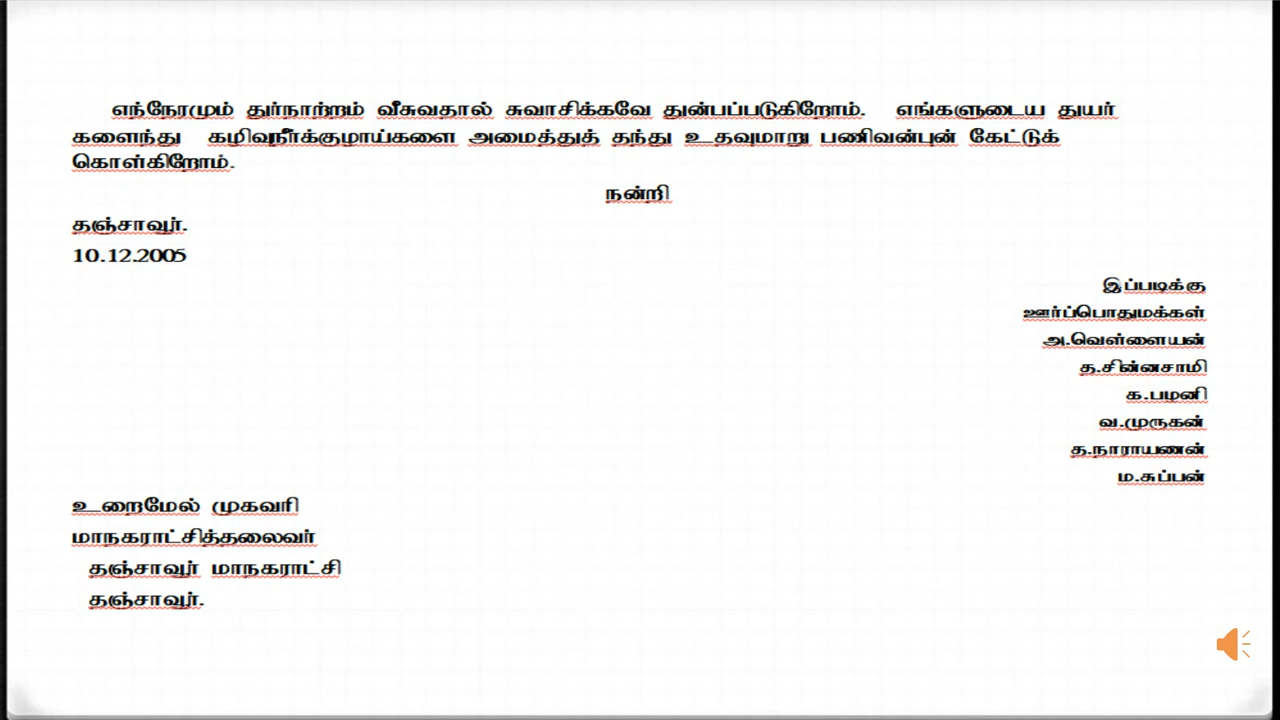 எந்நேரமும் துர்நாற்றம் வீசுவதால் சுவாசிக்கவே துன்பப்படுகிறோம். எங்களுடைய துயர்
களைந்து கழிவுநீர்க்குழாய்களை அமைத்துத் தந்து உதவுமாறு பணிவன்புன் கேட்டுக்
கொள்கிறோம்.
நன்றி
தஞ்சாவூர்.
10.12.2005
இப்படிக்கு
ஊர்ப்பொதுமக்கள்
அ.வெள்ளையன்
த.சின்னசாமி
க.பழனி
வ.முருகன்
த.நாராயணன்
ம.சுப்பன்
உறைமேல் முகவரி
மாநகராட்சித்தலைவர்
தஞ்சாவூர் மாநகராட்சி
தஞ்சாவூர்.